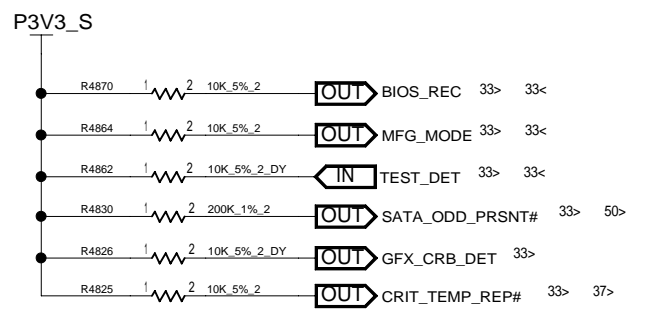 P3V3_S
R4870 1 2 10K_5%_2 OUT BIOS_REC 33> 33<
R4864 1 2 10K_5%_2 OUT MFG_MODE 33> 33<
R4862 1 2 10K_5%_2_DY IN TEST_DET 33> 33<
R4830 1 2 200K_1%_2 OUT SATA_ODD_PRSNT# 33> 50>
R4826 1 2 10K_5%_2_DY OUT GFX_CRB_DET 33>
R4825 1 2 10K_5%_2 OUT CRIT_TEMP_REP# 33> 37>